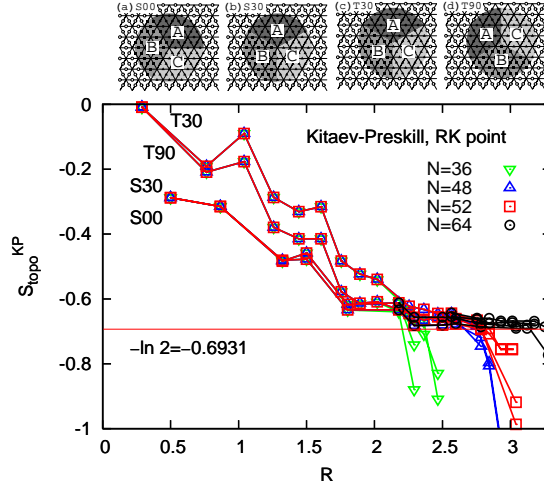 (a) S00 (b) S30 (c) T30 (d) T90
A B C A B C A B C A B C
0
-0.2
-0.4
-0.6
-0.8
-1
S_topo^KP
T30
T90
S30
S00
Kitaev-Preskill, RK point
N=36
N=48
N=52
N=64
−ln 2=−0.6931
0 0.5 1 1.5 2 2.5 3
R